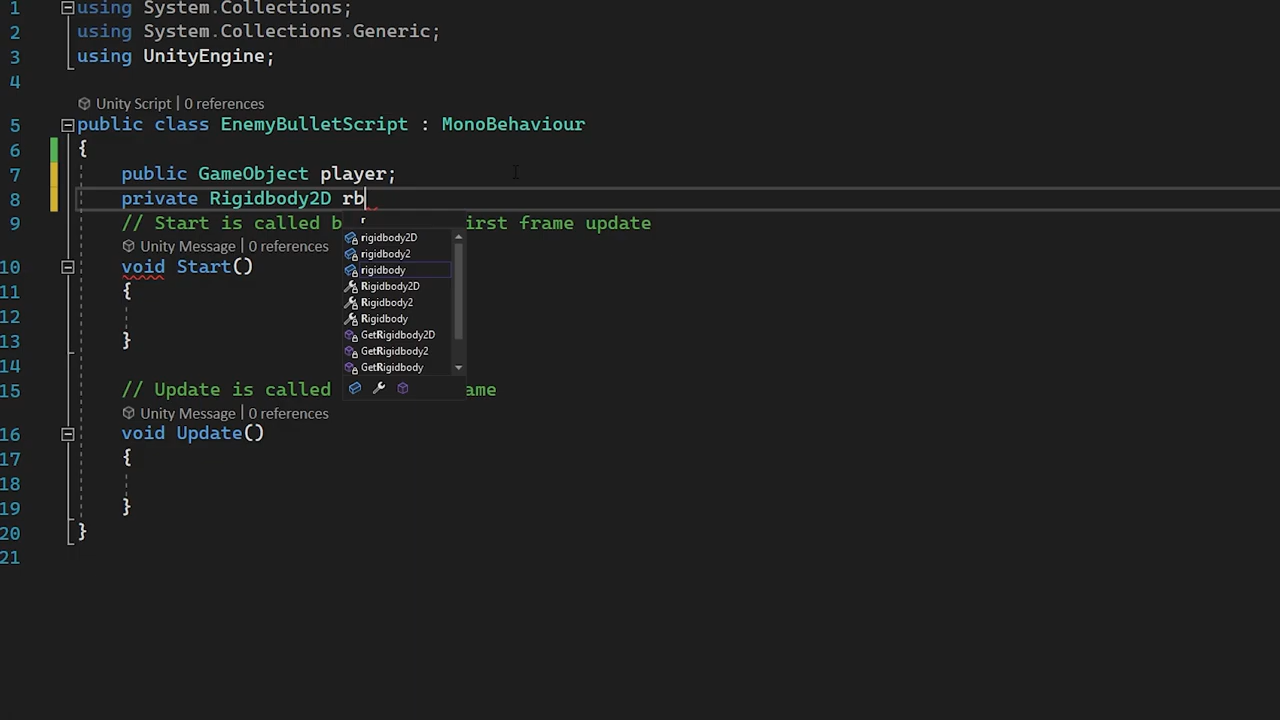 1 using System.Collections;
2 using System.Collections.Generic;
3 using UnityEngine;
4
Unity Script | 0 references
5 public class EnemyBulletScript : MonoBehaviour
6 {
7 public GameObject player;
8 private Rigidbody2D rb
9 // Start is called b irst frame update
r
rigidbody2D
Unity Message | 0 references
rigidbody2
10 void Start()
rigidbody
Rigidbody2D
11 {
Rigidbody2
12
Rigidbody
13 }
GetRigidbody2D
GetRigidbody2
14
GetRigidbody
15 // Update is called ame
Unity Message | 0 references
16 void Update()
17 {
18
19 }
20 }
21